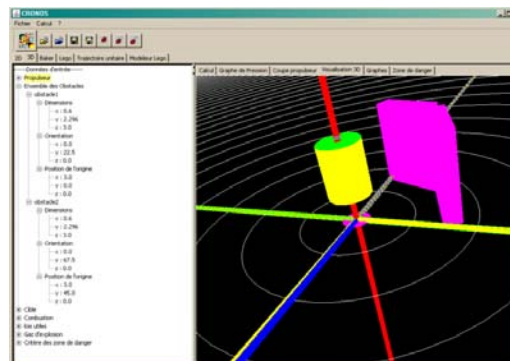 CRONOS
Fichier Calcul ?
2D 3D Baker Lego Trajectoire unitaire Modeleur Lego
Calcul Graphe de Pression Coupe propulseur Visualisation 3D Graphes Zone de danger
Données d'entrée
Propulseur
Ensemble des Obstacles
obstacle1
Dimensions
x : 0.6
y : 2.296
z : 3.0
Orientation
x : 0.0
y : 22.5
z : 0.0
Position de l'origine
x : 3.0
y : 0.0
z : 0.0
obstacle2
Dimensions
x : 0.6
y : 2.296
z : 3.0
Orientation
x : 0.0
y : 67.5
z : 0.0
Position de l'origine
x : 3.0
y : 45.0
z : 0.0
Cible
Combustion
Gaz utiles
Gaz d'explosion
Critère des zone de danger